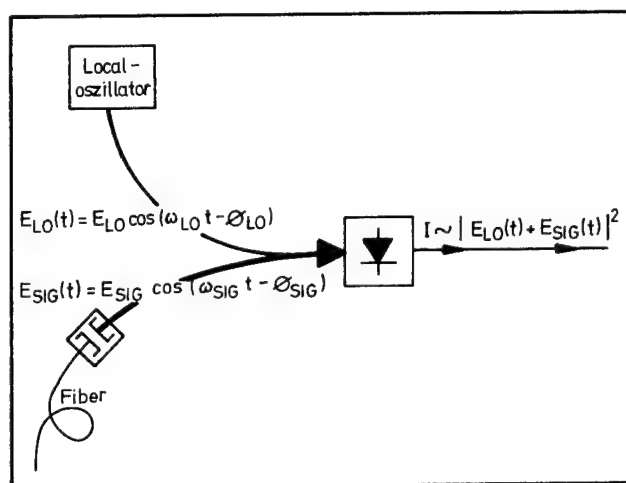 Local-
oszillator
E_LO(t) = E_LO cos(ω_LO t-Ø_LO)
I ~ | E_LO(t) + E_SIG(t) |²
E_SIG(t) = E_SIG cos (ω_SIG t-Ø_SIG)
Fiber